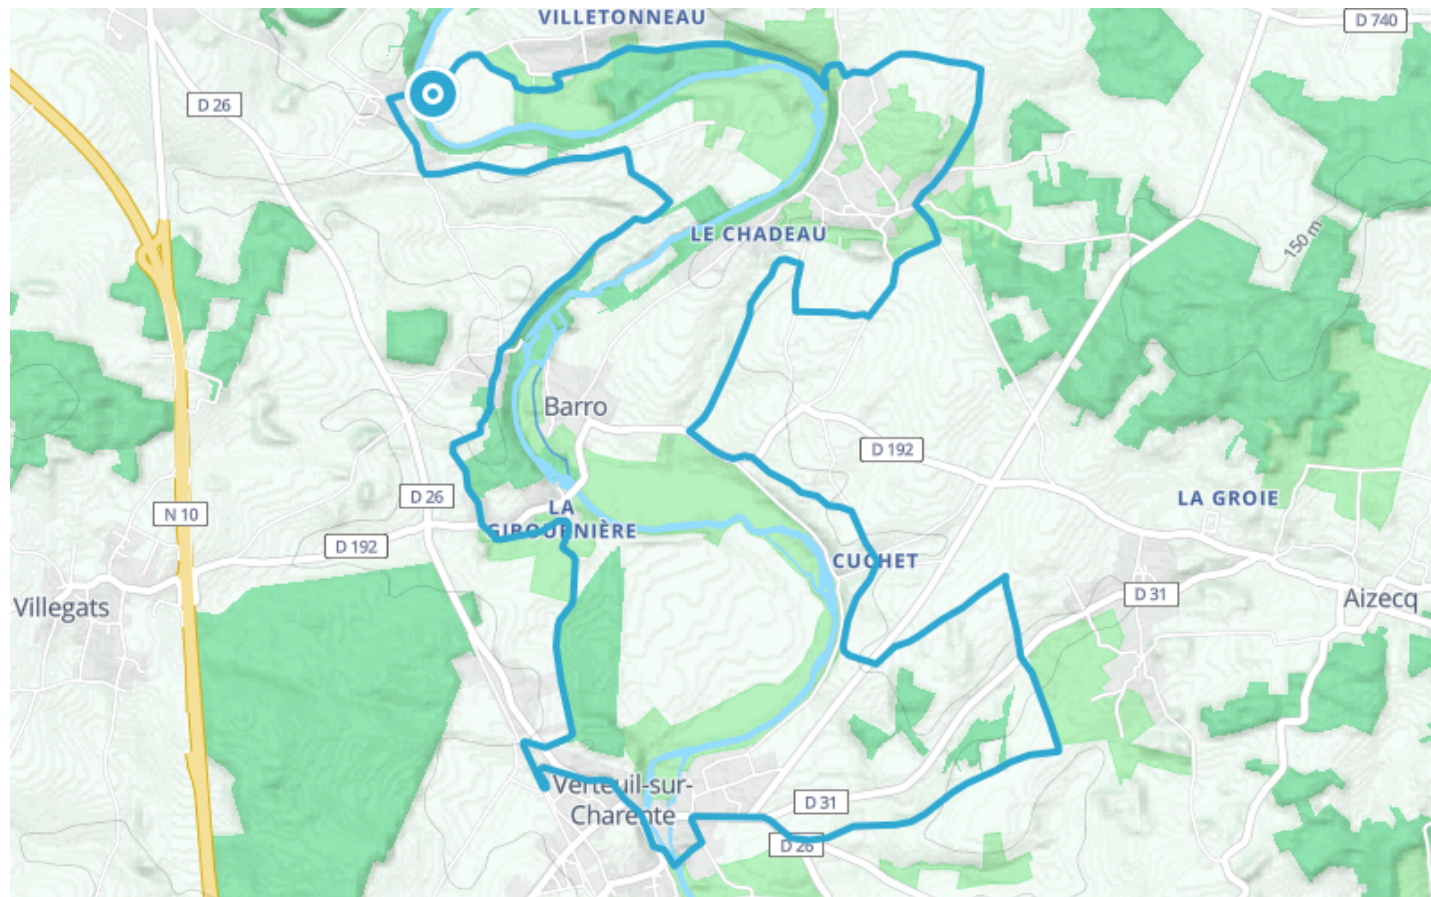 VILLETONNEAU
D 740
D 26
LE CHADEAU
150 m
Barro
D 192
D 26
LA GROIE
N 10
LA
GIBOURNIÈRE
D 192
CUCHET
Villegats
D 31
Aizecq
Verteuil-sur-
Charente
D 31
D 26